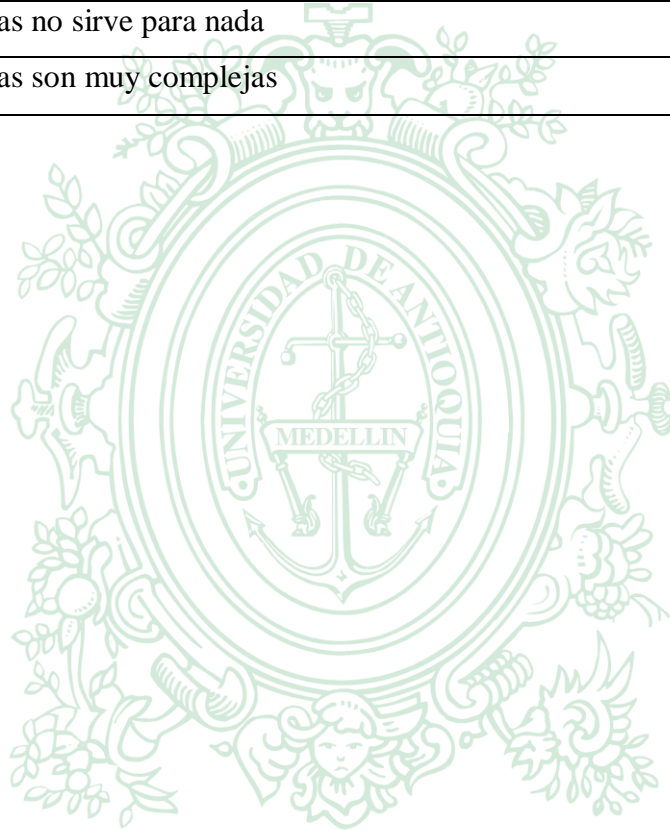 as no sirve para nada
as son muy complejas
UNIVERSIDAD DE ANTIOQUIA
MEDELLIN